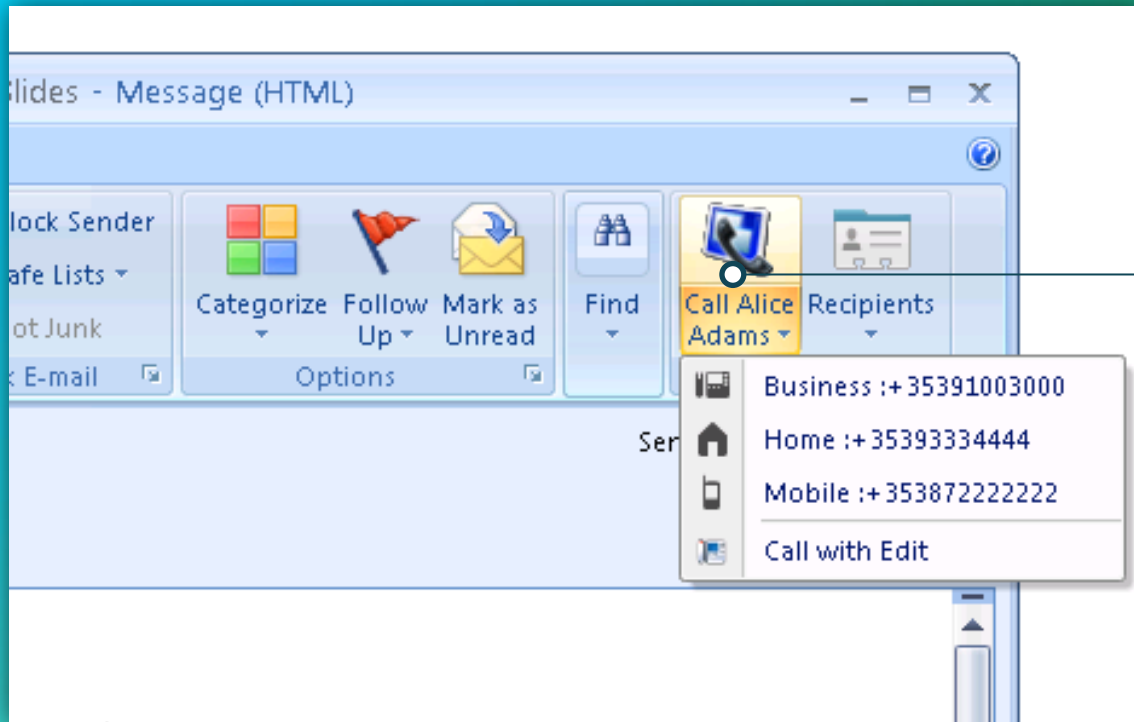 lides - Message (HTML)
lock Sender
afe Lists
ot Junk
E-mail
Categorize
Follow Up
Mark as Unread
Options
Find
Call Alice Adams
Recipients
Business :+35391003000
Home :+35393334444
Mobile :+353872222222
Call with Edit
Ser